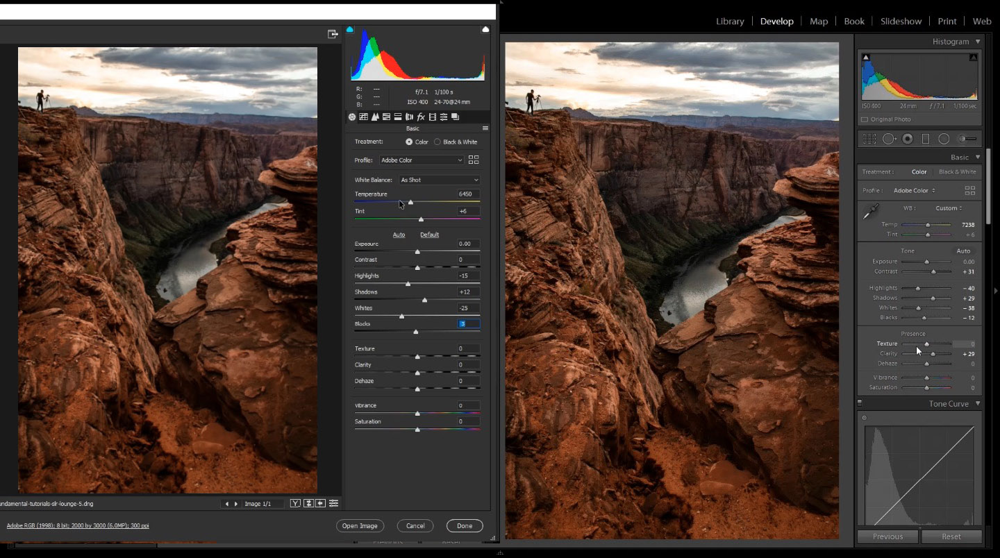 R: ---
G: ---
B: ---
f/7.1 1/100 s
ISO 400 24-70@24 mm
fx
Basic
Treatment: Color Black & White
Profile: Adobe Color
White Balance: As Shot
Temperature 6450
Tint +6
Auto Default
Exposure 0.00
Contrast 0
Highlights -15
Shadows +12
Whites -25
Blacks
Texture 0
Clarity 0
Dehaze 0
Vibrance 0
Saturation 0
undamental-tutorials-slr-lounge-5.dng
Image 1/1
Y
Adobe RGB (1998); 8 bit; 2000 by 3000 (6.0MP); 300 ppi
Open Image Cancel Done
Library Develop Map Book Slideshow Print Web
Histogram
ISO 400 24 mm ƒ / 7.1 1/100 sec
Original Photo
Basic
Treatment : Color Black & White
Profile : Adobe Color
WB : Custom
Temp 7238
Tint + 6
Tone Auto
Exposure 0.00
Contrast + 31
Highlights – 40
Shadows + 29
Whites – 38
Blacks – 12
Presence
Texture 0
Clarity + 29
Dehaze 0
Vibrance 0
Saturation 0
Tone Curve
Previous Reset